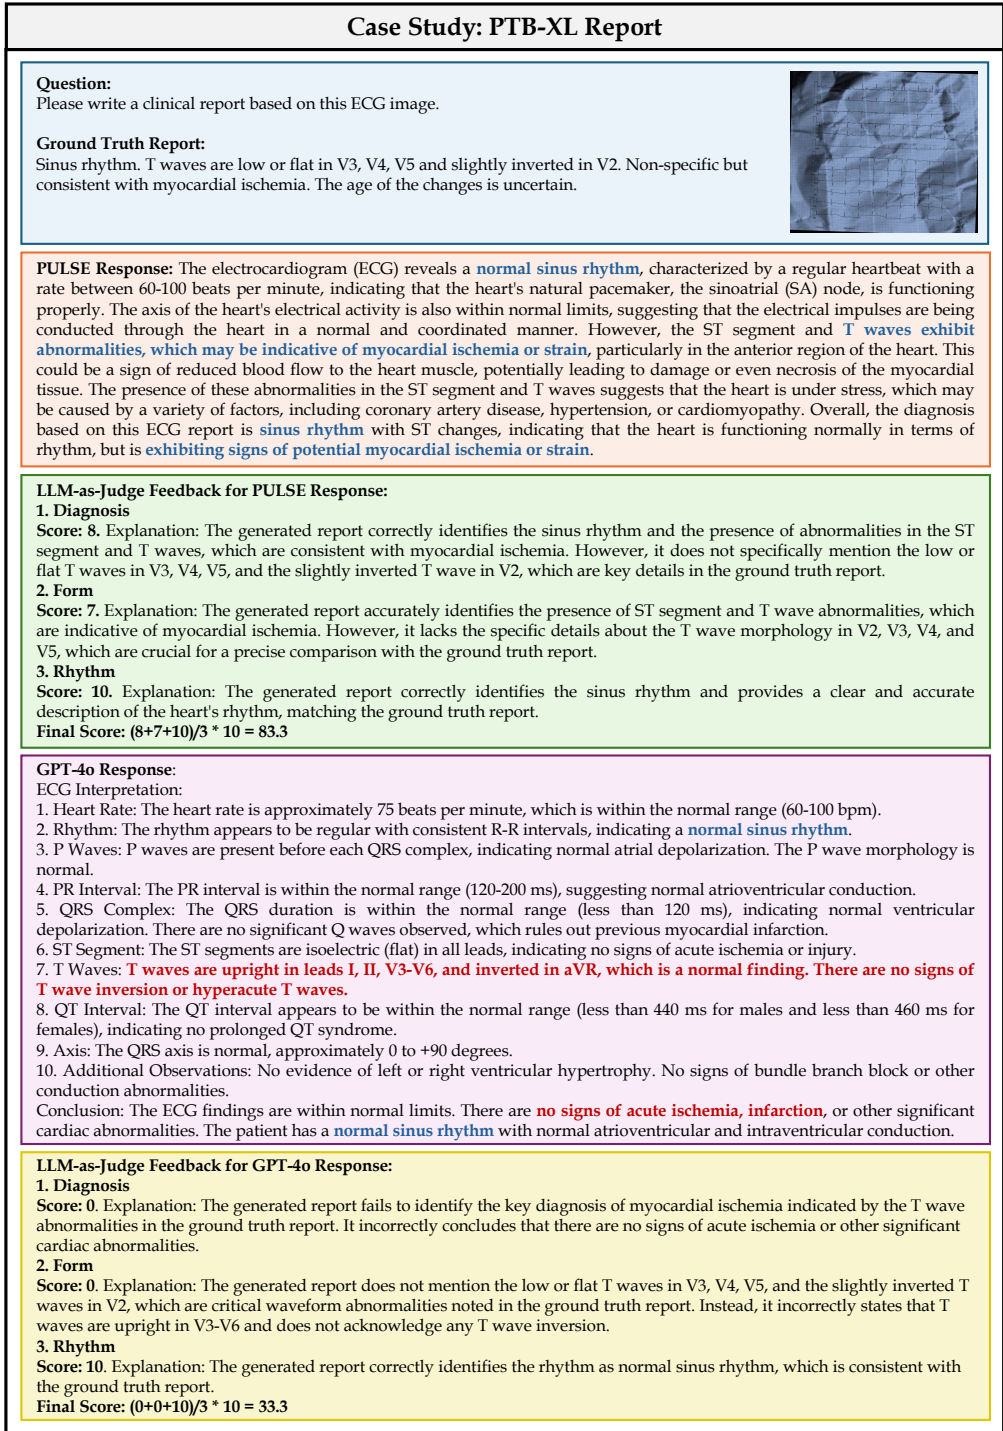 Case Study: PTB-XL Report
Question:
Please write a clinical report based on this ECG image.
Ground Truth Report:
Sinus rhythm. T waves are low or flat in V3, V4, V5 and slightly inverted in V2. Non-specific but
consistent with myocardial ischemia. The age of the changes is uncertain.
PULSE Response: The electrocardiogram (ECG) reveals a normal sinus rhythm, characterized by a regular heartbeat with a
rate between 60-100 beats per minute, indicating that the heart's natural pacemaker, the sinoatrial (SA) node, is functioning
properly. The axis of the heart's electrical activity is also within normal limits, suggesting that the electrical impulses are being
conducted through the heart in a normal and coordinated manner. However, the ST segment and T waves exhibit
abnormalities, which may be indicative of myocardial ischemia or strain, particularly in the anterior region of the heart. This
could be a sign of reduced blood flow to the heart muscle, potentially leading to damage or even necrosis of the myocardial
tissue. The presence of these abnormalities in the ST segment and T waves suggests that the heart is under stress, which may
be caused by a variety of factors, including coronary artery disease, hypertension, or cardiomyopathy. Overall, the diagnosis
based on this ECG report is sinus rhythm with ST changes, indicating that the heart is functioning normally in terms of
rhythm, but is exhibiting signs of potential myocardial ischemia or strain.
LLM-as-Judge Feedback for PULSE Response:
1. Diagnosis
Score: 8. Explanation: The generated report correctly identifies the sinus rhythm and the presence of abnormalities in the ST
segment and T waves, which are consistent with myocardial ischemia. However, it does not specifically mention the low or
flat T waves in V3, V4, V5, and the slightly inverted T wave in V2, which are key details in the ground truth report.
2. Form
Score: 7. Explanation: The generated report accurately identifies the presence of ST segment and T wave abnormalities, which
are indicative of myocardial ischemia. However, it lacks the specific details about the T wave morphology in V2, V3, V4, and
V5, which are crucial for a precise comparison with the ground truth report.
3. Rhythm
Score: 10. Explanation: The generated report correctly identifies the sinus rhythm and provides a clear and accurate
description of the heart's rhythm, matching the ground truth report.
Final Score: (8+7+10)/3 * 10 = 83.3
GPT-4o Response:
ECG Interpretation:
1. Heart Rate: The heart rate is approximately 75 beats per minute, which is within the normal range (60-100 bpm).
2. Rhythm: The rhythm appears to be regular with consistent R-R intervals, indicating a normal sinus rhythm.
3. P Waves: P waves are present before each QRS complex, indicating normal atrial depolarization. The P wave morphology is
normal.
4. PR Interval: The PR interval is within the normal range (120-200 ms), suggesting normal atrioventricular conduction.
5. QRS Complex: The QRS duration is within the normal range (less than 120 ms), indicating normal ventricular
depolarization. There are no significant Q waves observed, which rules out previous myocardial infarction.
6. ST Segment: The ST segments are isoelectric (flat) in all leads, indicating no signs of acute ischemia or injury.
7. T Waves: T waves are upright in leads I, II, V3-V6, and inverted in aVR, which is a normal finding. There are no signs of
T wave inversion or hyperacute T waves.
8. QT Interval: The QT interval appears to be within the normal range (less than 440 ms for males and less than 460 ms for
females), indicating no prolonged QT syndrome.
9. Axis: The QRS axis is normal, approximately 0 to +90 degrees.
10. Additional Observations: No evidence of left or right ventricular hypertrophy. No signs of bundle branch block or other
conduction abnormalities.
Conclusion: The ECG findings are within normal limits. There are no signs of acute ischemia, infarction, or other significant
cardiac abnormalities. The patient has a normal sinus rhythm with normal atrioventricular and intraventricular conduction.
LLM-as-Judge Feedback for GPT-4o Response:
1. Diagnosis
Score: 0. Explanation: The generated report fails to identify the key diagnosis of myocardial ischemia indicated by the T wave
abnormalities in the ground truth report. It incorrectly concludes that there are no signs of acute ischemia or other significant
cardiac abnormalities.
2. Form
Score: 0. Explanation: The generated report does not mention the low or flat T waves in V3, V4, V5, and the slightly inverted T
waves in V2, which are critical waveform abnormalities noted in the ground truth report. Instead, it incorrectly states that T
waves are upright in V3-V6 and does not acknowledge any T wave inversion.
3. Rhythm
Score: 10. Explanation: The generated report correctly identifies the rhythm as normal sinus rhythm, which is consistent with
the ground truth report.
Final Score: (0+0+10)/3 * 10 = 33.3